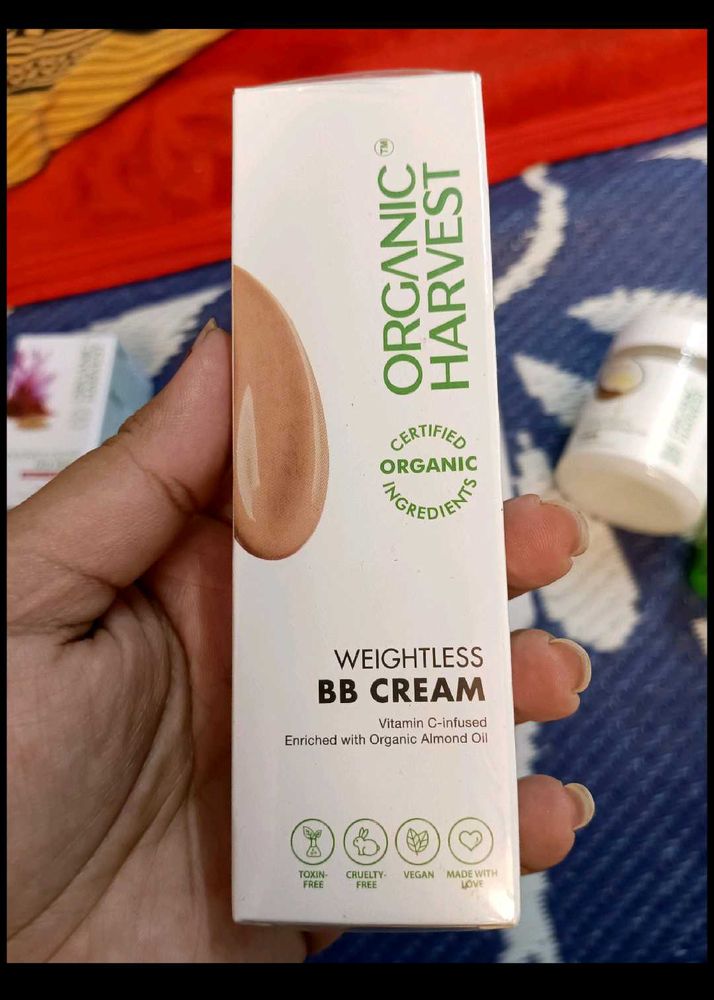 ORGANIC
HARVEST
TM
CERTIFIED
ORGANIC
INGREDIENTS
WEIGHTLESS
BB CREAM
Vitamin C-infused
Enriched with Organic Almond Oil
TOXIN-
FREE
CRUELTY-
FREE
VEGAN
MADE WITH
LOVE